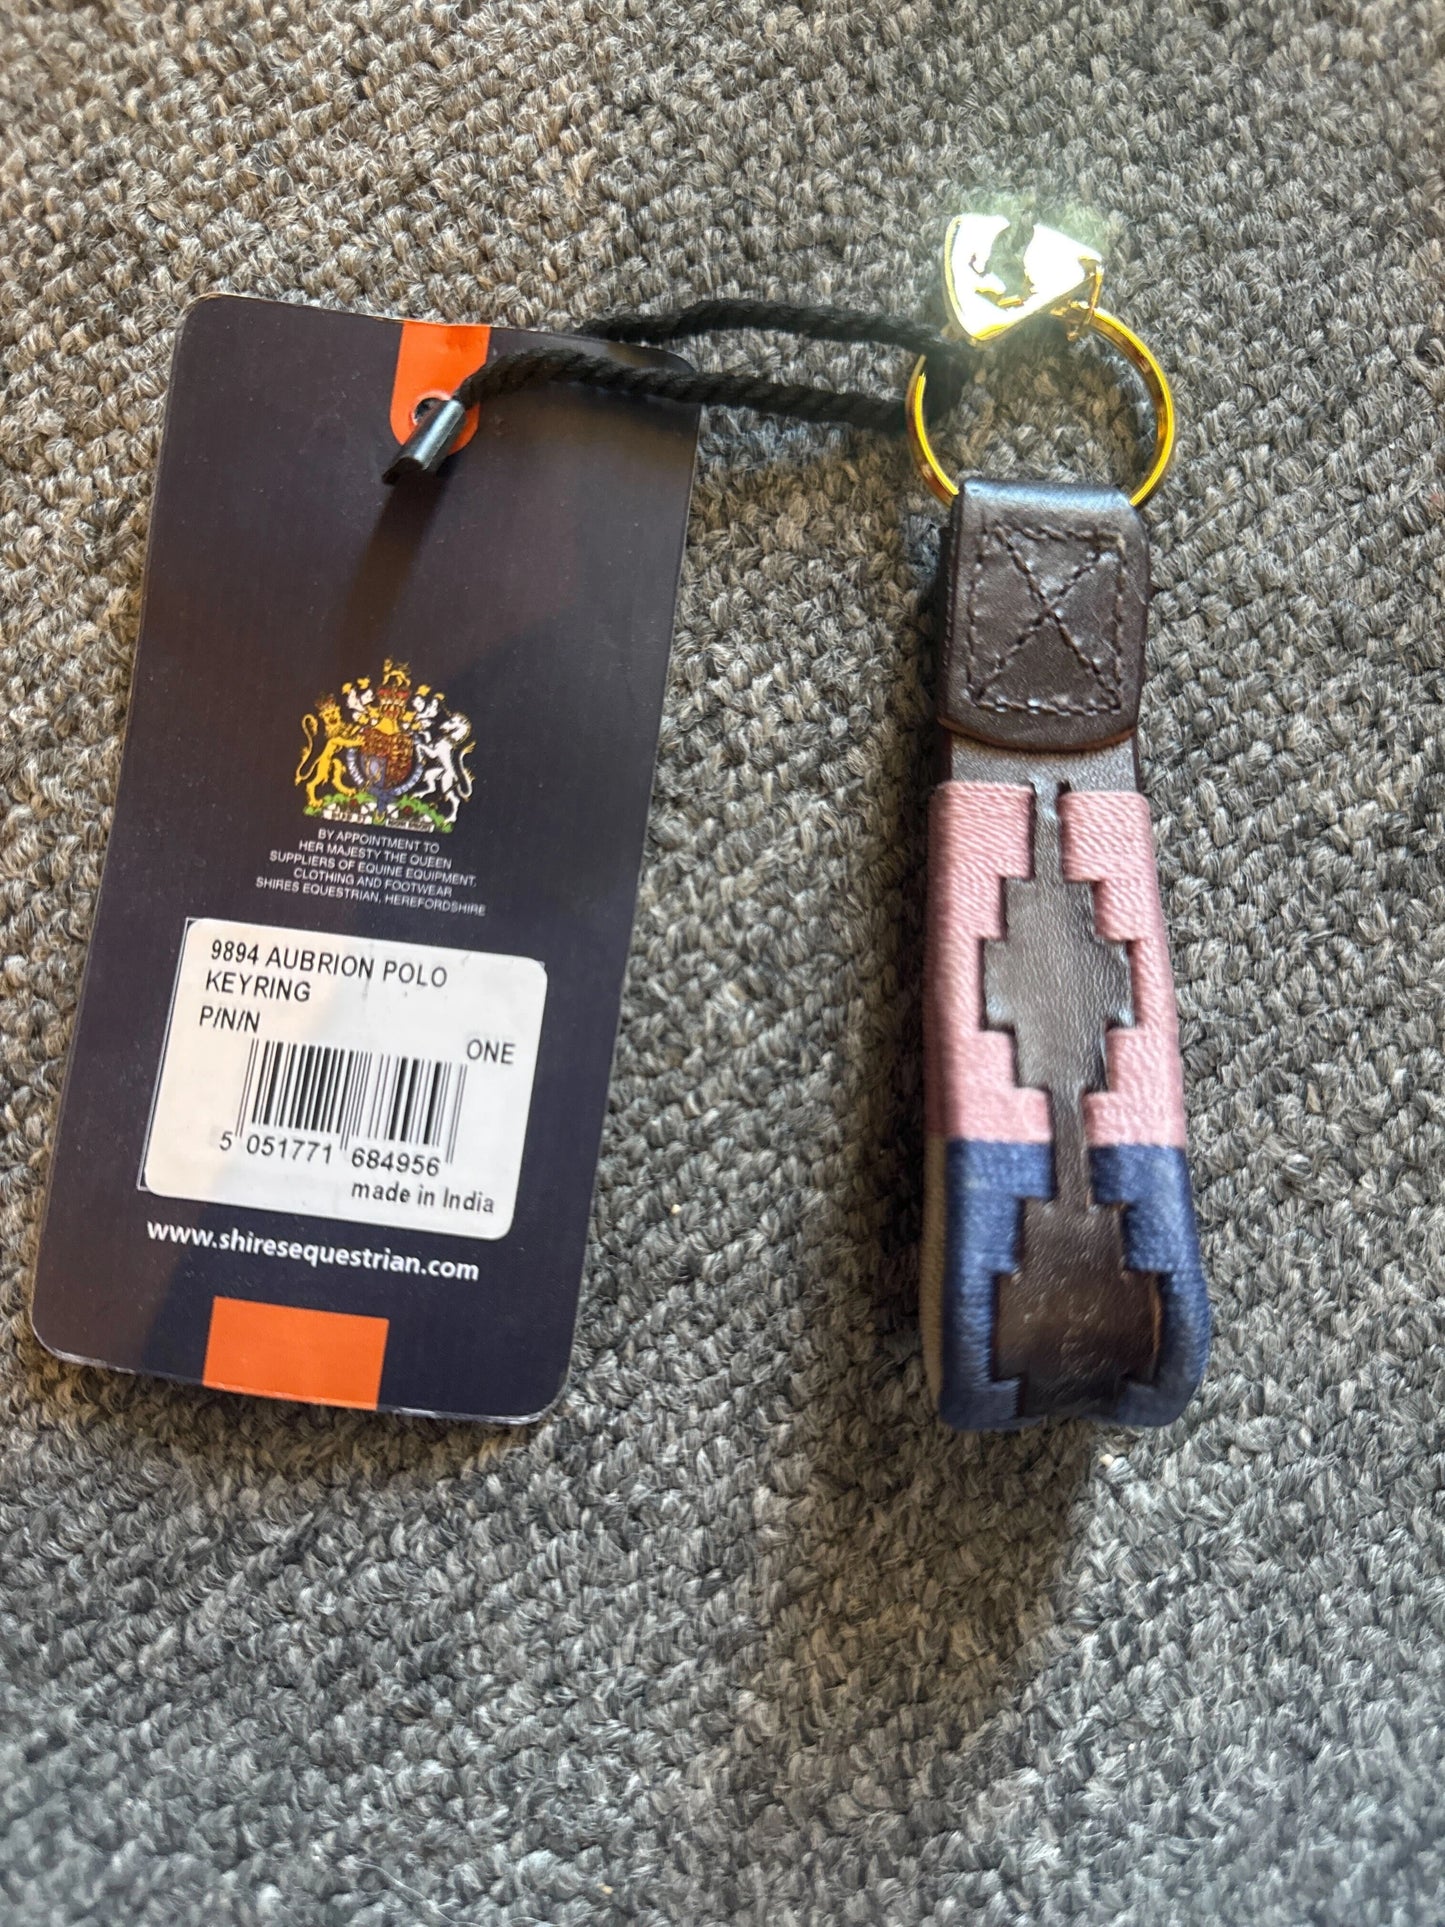 BY APPOINTMENT TO
HER MAJESTY THE QUEEN
SUPPLIERS OF EQUINE EQUIPMENT,
CLOTHING AND FOOTWEAR
SHIRES EQUESTRIAN, HEREFORDSHIRE
9894 AUBRION POLO
KEYRING
P/N/N
ONE
5 051771 684956
made in India
www.shiresequestrian.com